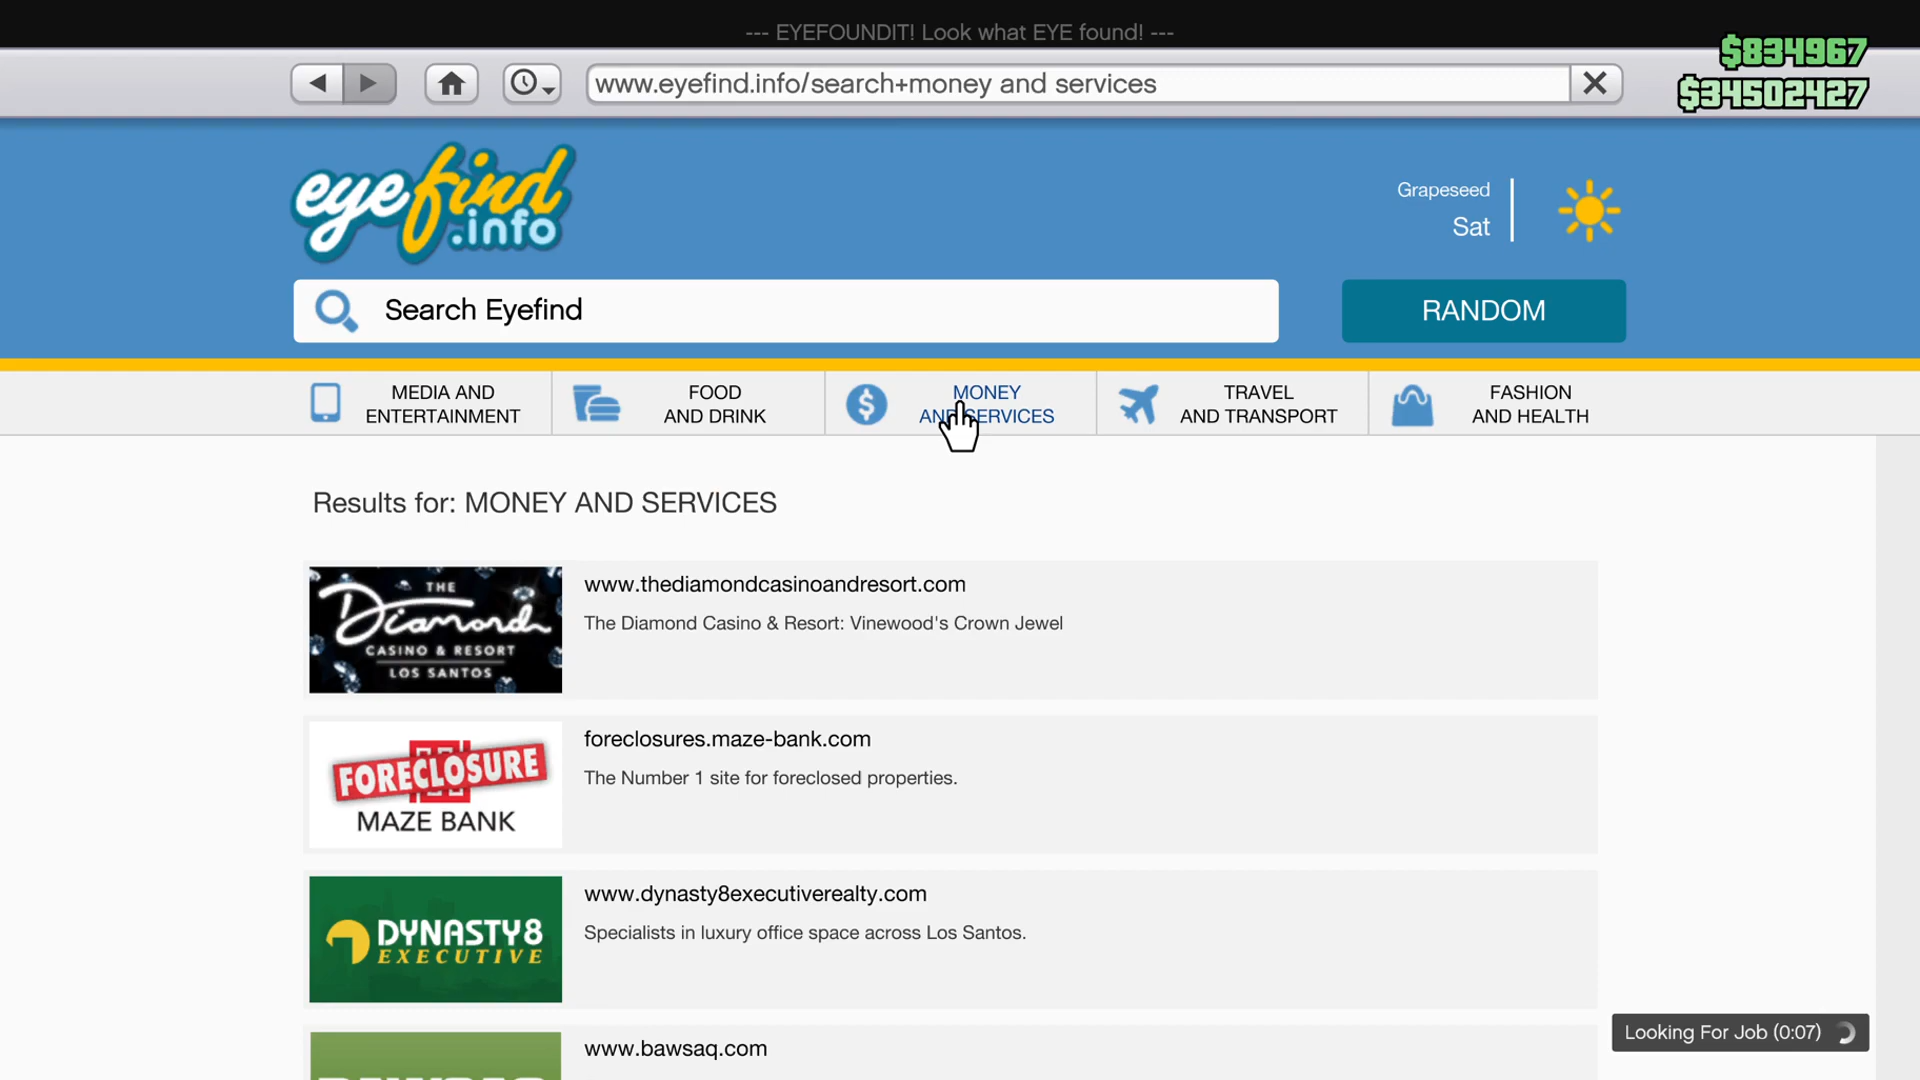 --- EYEFOUNDIT! Look what EYE found! ---
$834967
$34502427
www.eyefind.info/search+money and services
eyefind
.info
Grapeseed
Sat
Search Eyefind
RANDOM
MEDIA AND
ENTERTAINMENT
FOOD
AND DRINK
MONEY
AND SERVICES
TRAVEL
AND TRANSPORT
FASHION
AND HEALTH
Results for: MONEY AND SERVICES
THE
Diamond
CASINO & RESORT
LOS SANTOS
www.thediamondcasinoandresort.com
The Diamond Casino & Resort: Vinewood's Crown Jewel
FORECLOSURE
MAZE BANK
foreclosures.maze-bank.com
The Number 1 site for foreclosed properties.
DYNASTY8
EXECUTIVE
www.dynasty8executiverealty.com
Specialists in luxury office space across Los Santos.
www.bawsaq.com
Looking For Job (0:07)